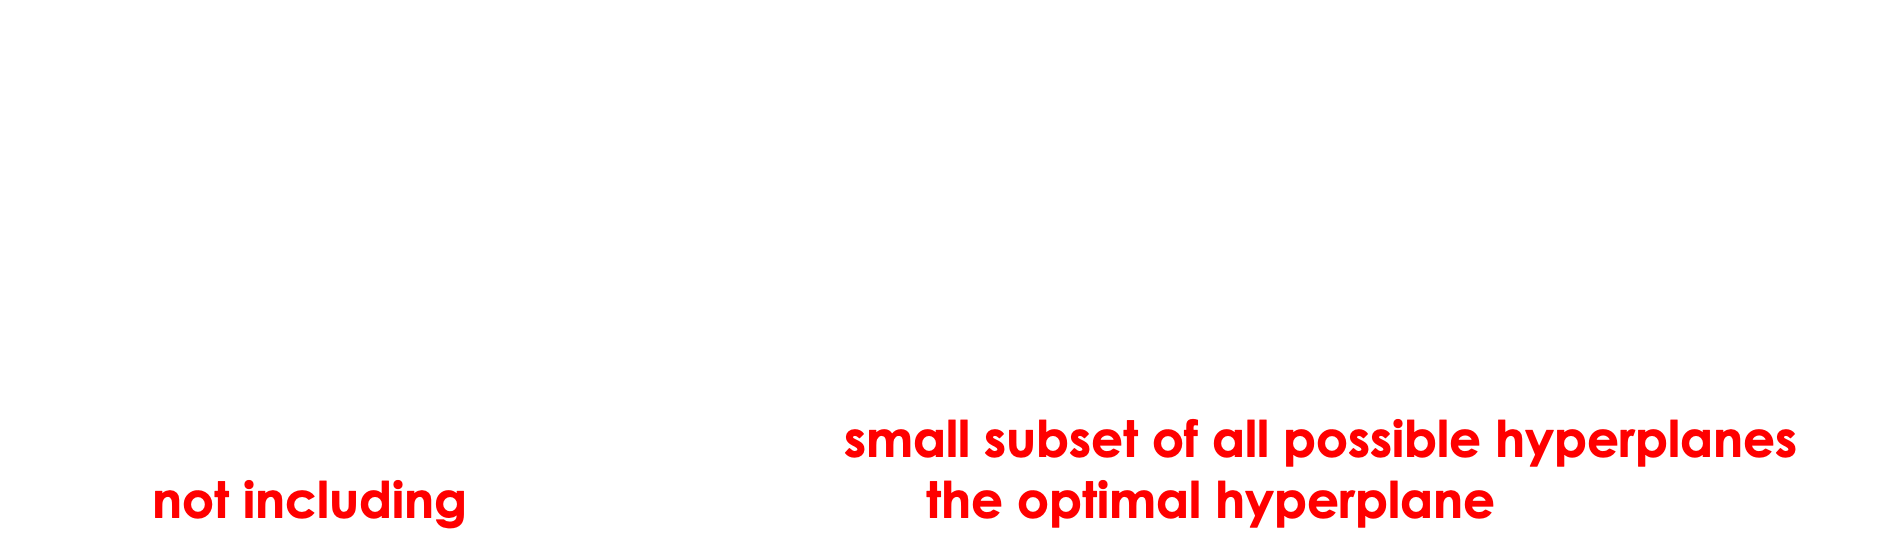 small subset of all possible hyperplanes
not including the optimal hyperplane